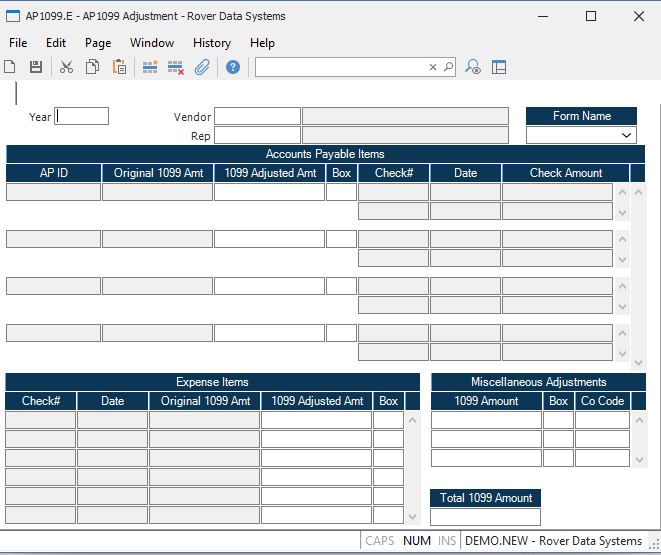 AP1099.E - AP1099 Adjustment - Rover Data Systems
File Edit Page Window History Help
Year Vendor Form Name
Rep
Accounts Payable Items
AP ID Original 1099 Amt 1099 Adjusted Amt Box Check# Date Check Amount
Expense Items Miscellaneous Adjustments
Check# Date Original 1099 Amt 1099 Adjusted Amt Box 1099 Amount Box Co Code
Total 1099 Amount
CAPS NUM INS DEMO.NEW - Rover Data Systems